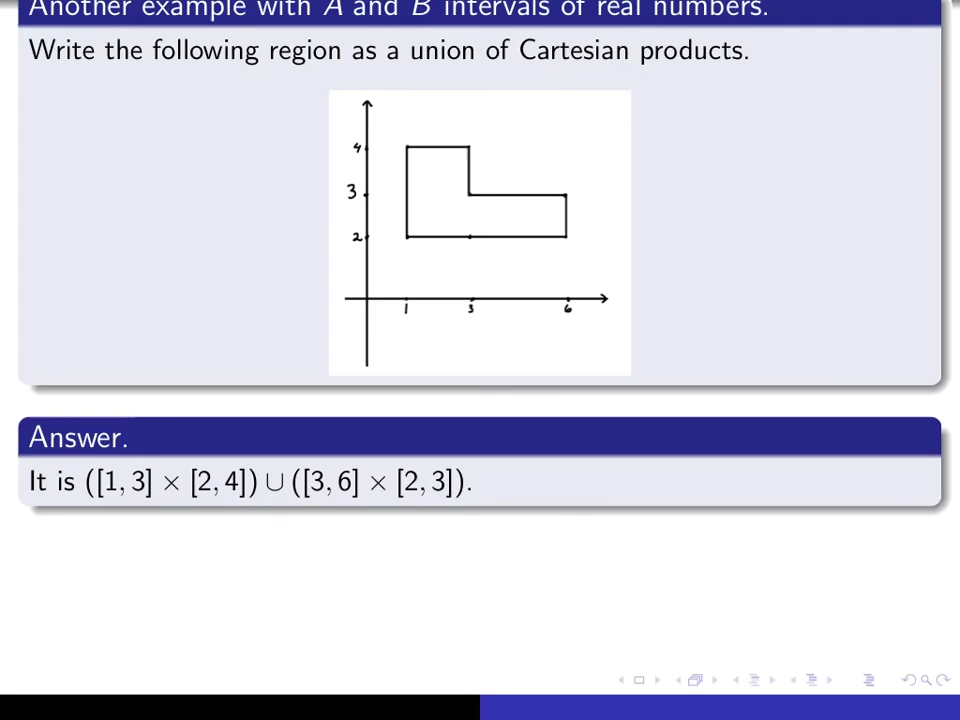 Another example with A and B intervals of real numbers.
Write the following region as a union of Cartesian products.
4
3
2
1
3
6
Answer.
It is ([1, 3] × [2, 4]) ∪ ([3, 6] × [2, 3]).